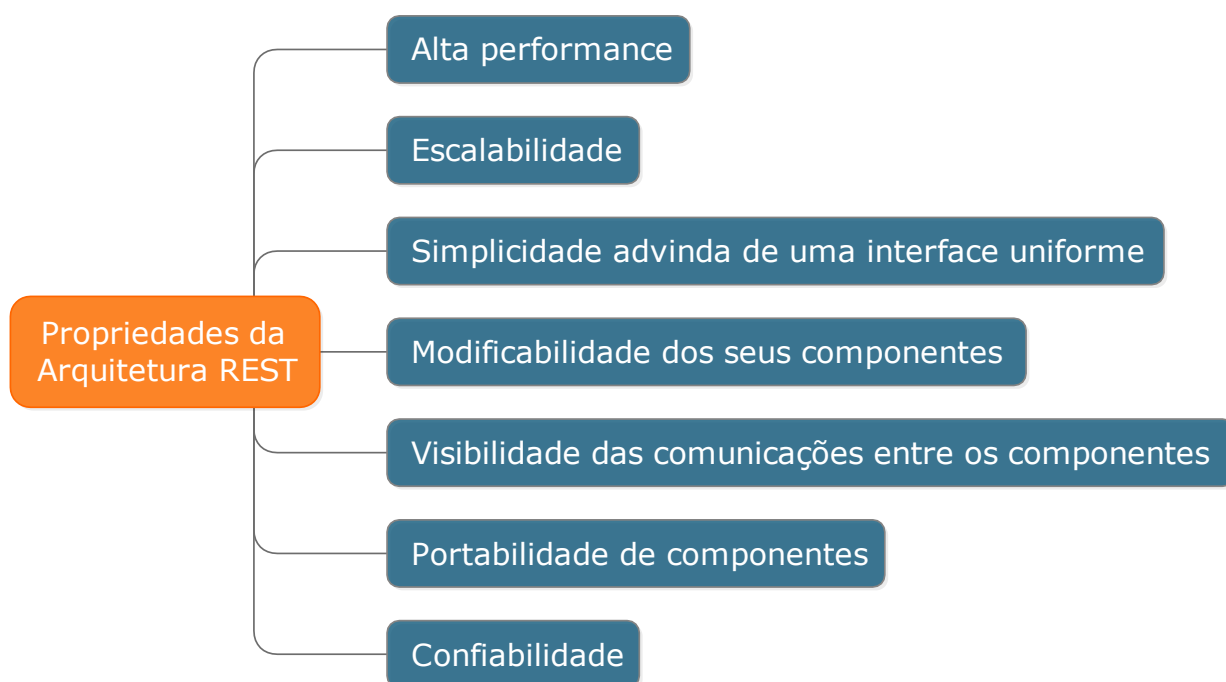 Alta performance
Escalabilidade
Simplicidade advinda de uma interface uniforme
Propriedades da
Arquitetura REST
Modificabilidade dos seus componentes
Visibilidade das comunicações entre os componentes
Portabilidade de componentes
Confiabilidade